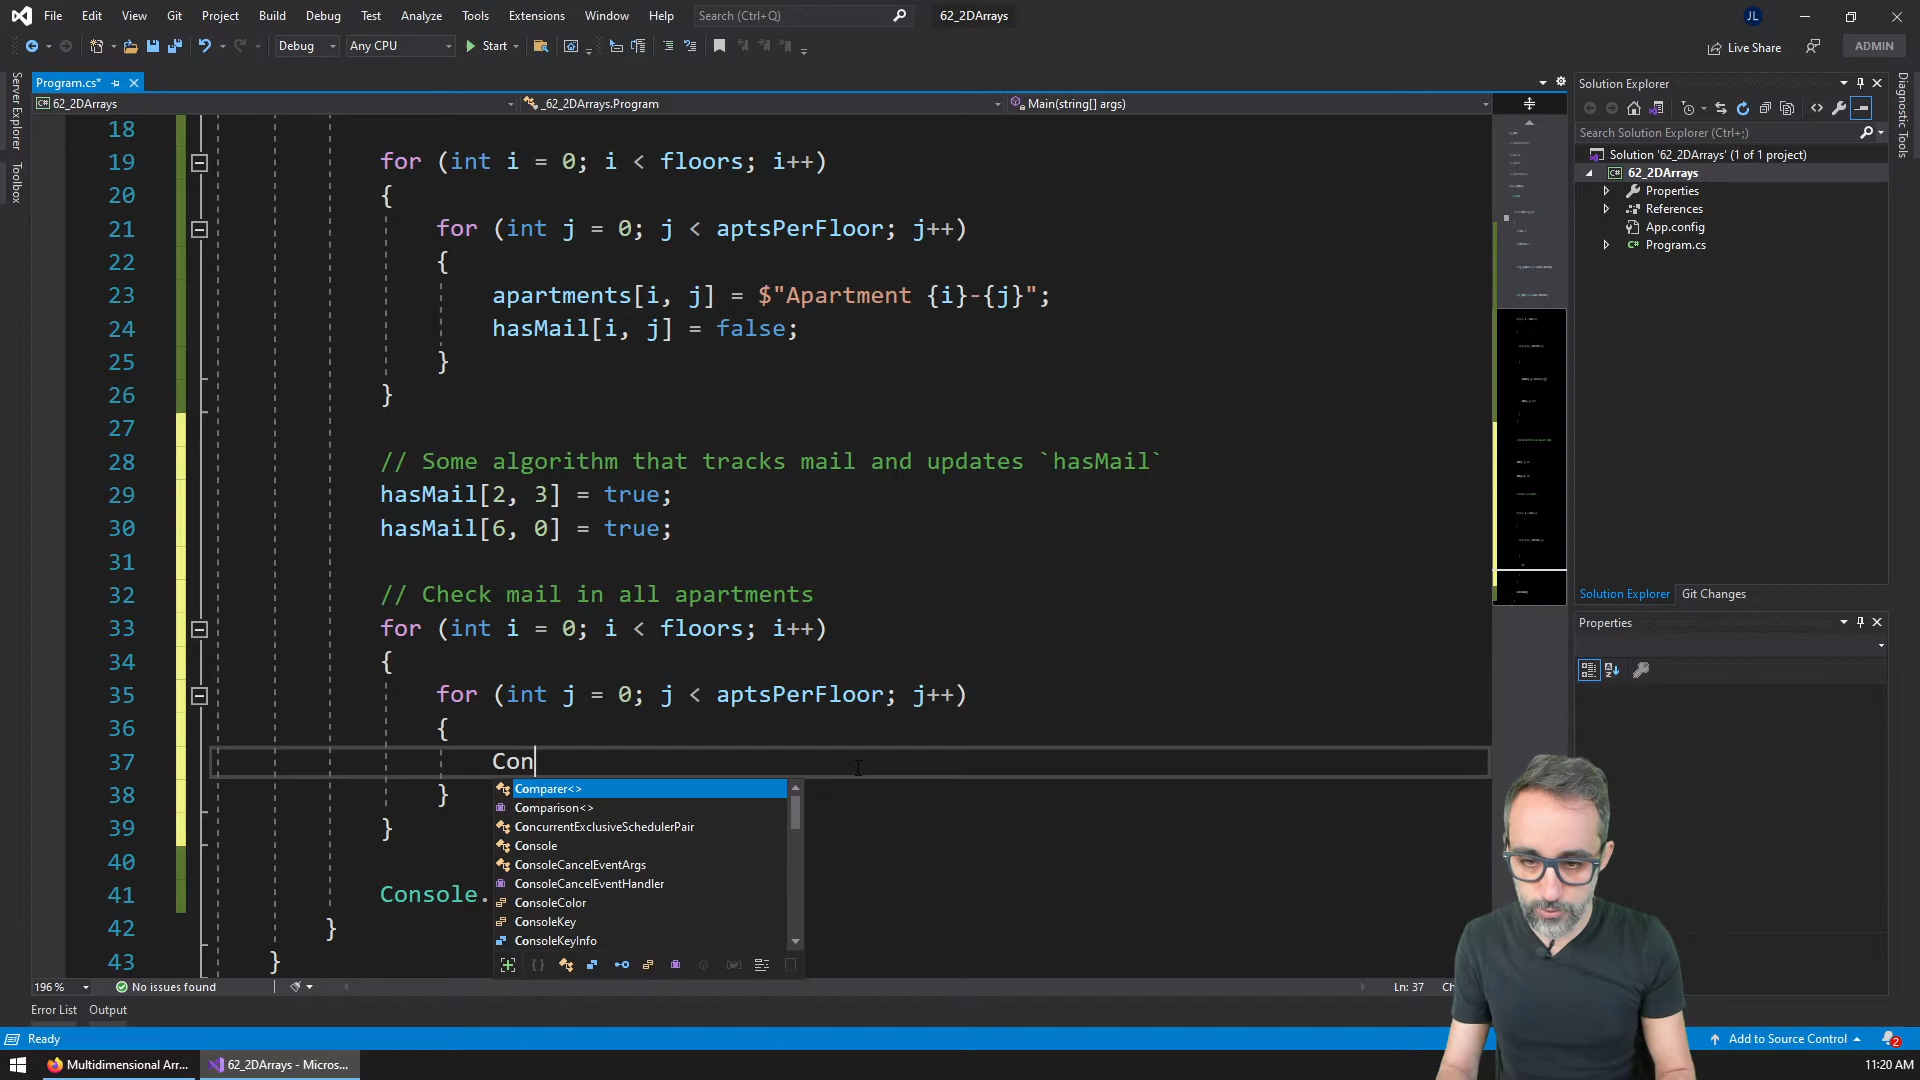 File Edit View Git Project Build Debug Test Analyze Tools Extensions Window Help Search (Ctrl+Q) 62_2DArrays JL
Debug Any CPU Start Live Share ADMIN
Server Explorer
Toolbox
Program.cs*
62_2DArrays _62_2DArrays.Program Main(string[] args)
18
19 for (int i = 0; i < floors; i++)
20 {
21 for (int j = 0; j < aptsPerFloor; j++)
22 {
23 apartments[i, j] = $"Apartment {i}-{j}";
24 hasMail[i, j] = false;
25 }
26 }
27
28 // Some algorithm that tracks mail and updates `hasMail`
29 hasMail[2, 3] = true;
30 hasMail[6, 0] = true;
31
32 // Check mail in all apartments
33 for (int i = 0; i < floors; i++)
34 {
35 for (int j = 0; j < aptsPerFloor; j++)
36 {
37 Con
38 }
39 }
40
41 Console.
42 }
43 }
Comparer<>
Comparison<>
ConcurrentExclusiveSchedulerPair
Console
ConsoleCancelEventArgs
ConsoleCancelEventHandler
ConsoleColor
ConsoleKey
ConsoleKeyInfo
196 % No issues found Ln: 37
Error List Output
Ready
Solution Explorer
Search Solution Explorer (Ctrl+;)
Solution '62_2DArrays' (1 of 1 project)
62_2DArrays
Properties
References
App.config
Program.cs
Solution Explorer Git Changes
Properties
Diagnostic Tools
Add to Source Control 2
Multidimensional Arr... 62_2DArrays - Micros... 11:20 AM